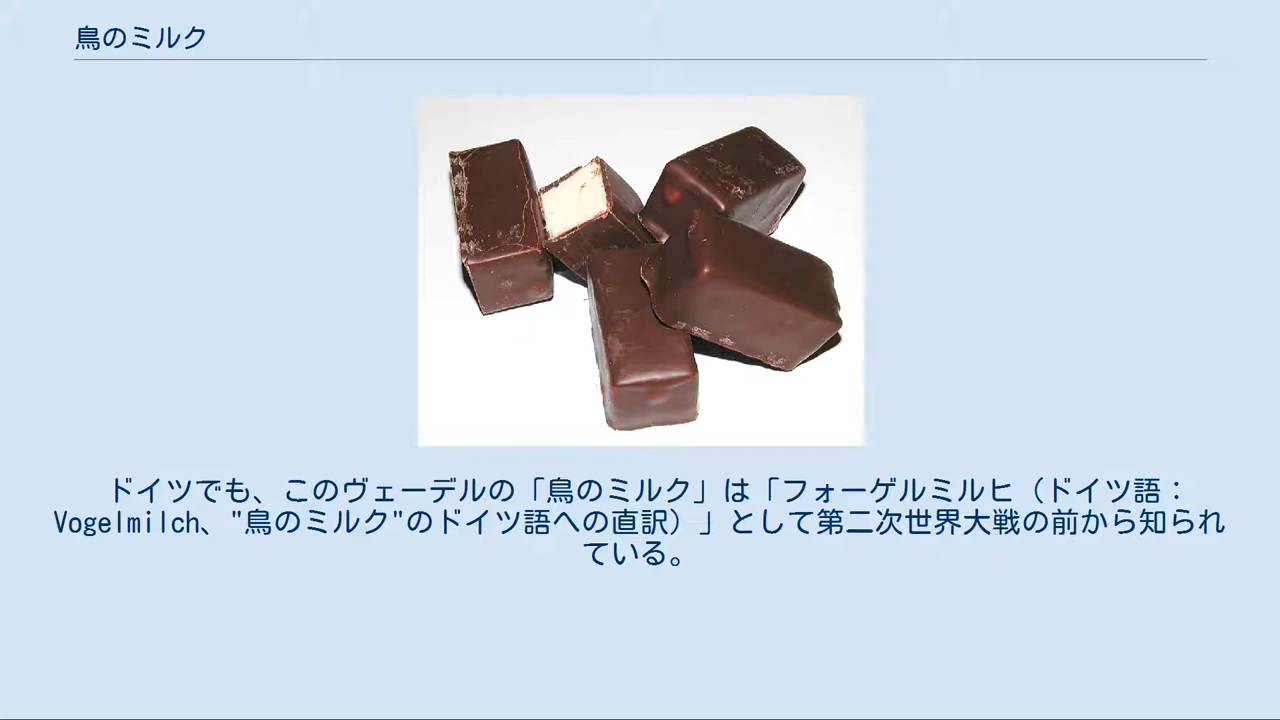 鳥のミルク
ドイツでも、このヴェーデルの「鳥のミルク」は「フォーゲルミルヒ（ドイツ語：
Vogelmilch、"鳥のミルク"のドイツ語への直訳）」として第二次世界大戦の前から知られ
ている。